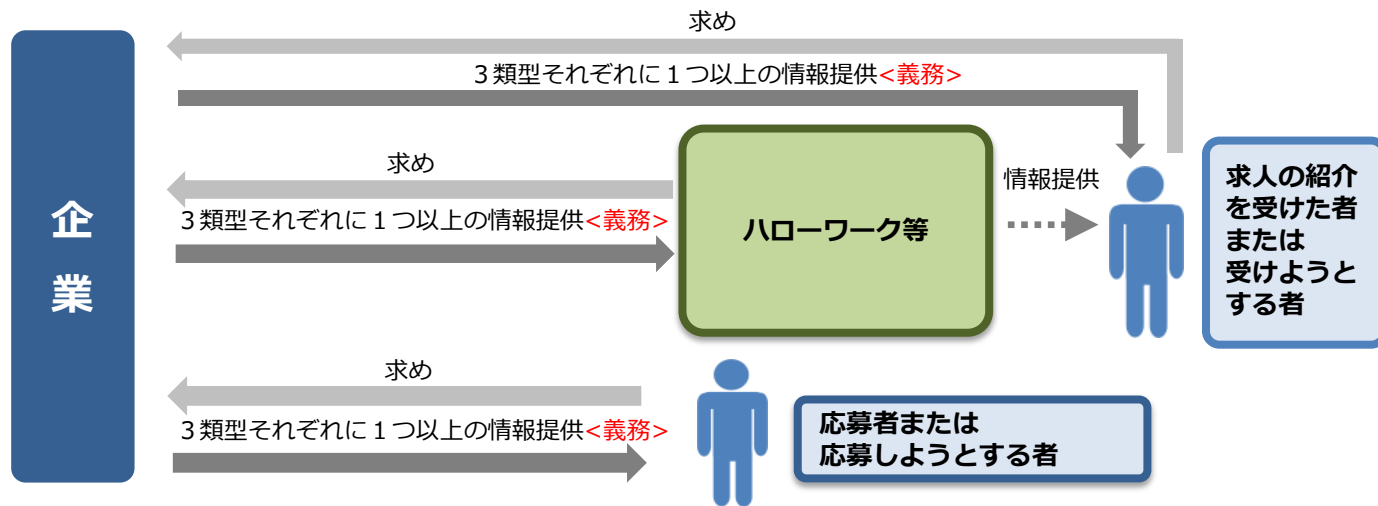 求め
３類型それぞれに１つ以上の情報提供<義務>
企
業
求め
３類型それぞれに１つ以上の情報提供<義務>
ハローワーク等
情報提供
求人の紹介
を受けた者
または
受けようと
する者
求め
３類型それぞれに１つ以上の情報提供<義務>
応募者または
応募しようとする者